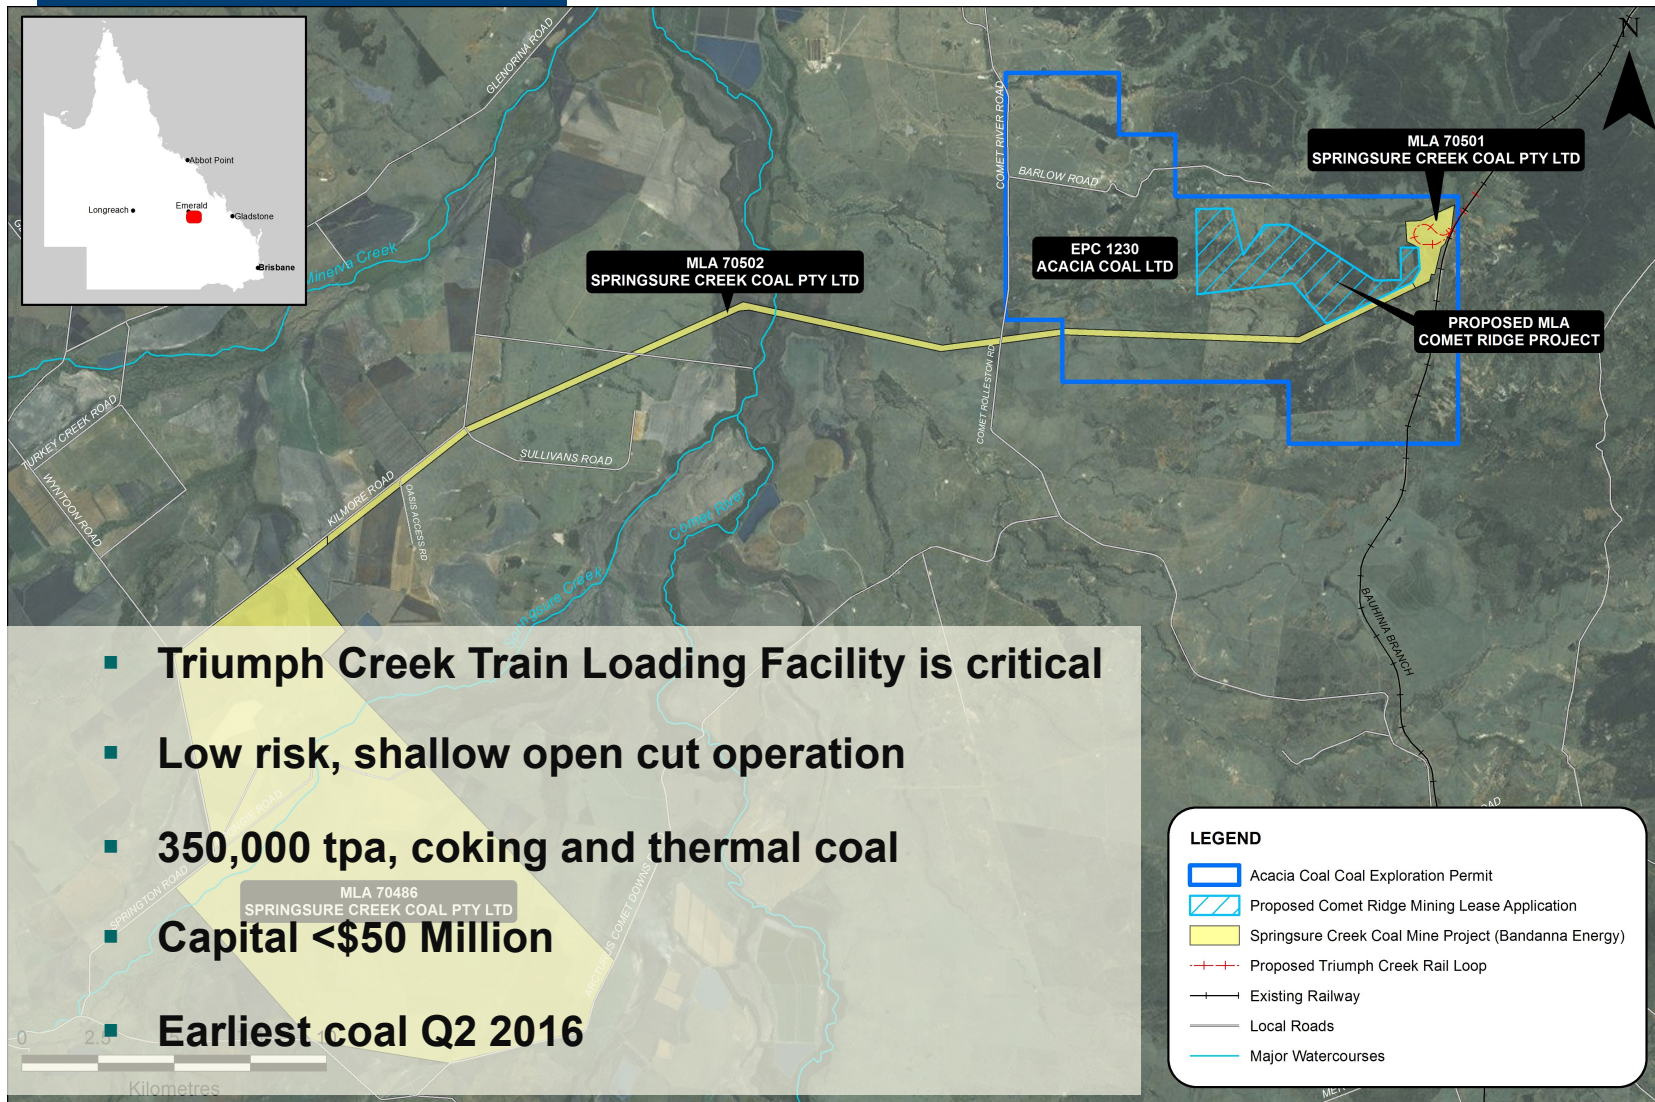 Abbot Point
Longreach
Emerald
Gladstone
Brisbane
GLENORINA ROAD
Minerva Creek
COMET RIVER ROAD
BARLOW ROAD
N
MLA 70501
SPRINGSURE CREEK COAL PTY LTD
EPC 1230
ACACIA COAL LTD
MLA 70502
SPRINGSURE CREEK COAL PTY LTD
PROPOSED MLA
COMET RIDGE PROJECT
COMET ROLLESTON RD
TURKEY CREEK ROAD
WYNTOON ROAD
KILMORE ROAD
OASIS ACCESS RD
SULLIVANS ROAD
Comet River
Springsure Creek
BAUHINIA BRANCH
▪ Triumph Creek Train Loading Facility is critical
▪ Low risk, shallow open cut operation
▪ 350,000 tpa, coking and thermal coal
SPRINGTON ROAD
MLA 70486
SPRINGSURE CREEK COAL PTY LTD
▪ Capital <$50 Million
▪ Earliest coal Q2 2016
0 2.5
Kilometres
LEGEND
Acacia Coal Coal Exploration Permit
Proposed Comet Ridge Mining Lease Application
Springsure Creek Coal Mine Project (Bandanna Energy)
Proposed Triumph Creek Rail Loop
Existing Railway
Local Roads
Major Watercourses